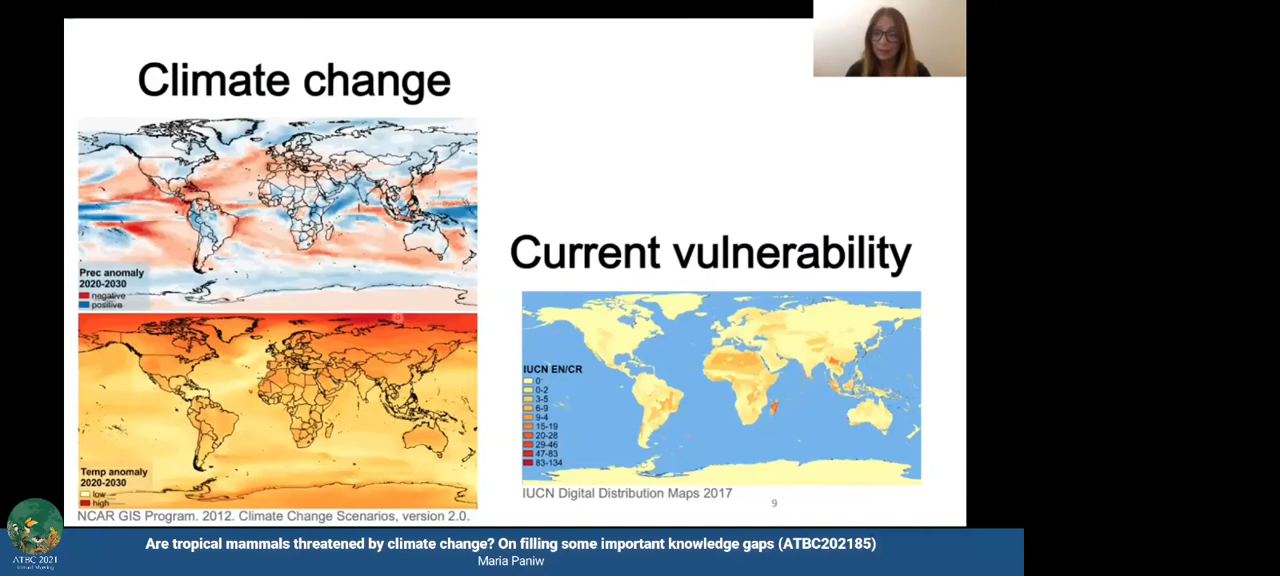 Climate change
Prec anomaly
2020-2030
negative
positive
Temp anomaly
2020-2030
low
high
NCAR GIS Program. 2012. Climate Change Scenarios, version 2.0.
Current vulnerability
IUCN EN/CR
0
0-2
3-5
6-9
9-4
15-19
20-28
29-46
47-83
83-134
IUCN Digital Distribution Maps 2017
9
ATBC 2021
Are tropical mammals threatened by climate change? On filling some important knowledge gaps (ATBC202185)
Maria Paniw